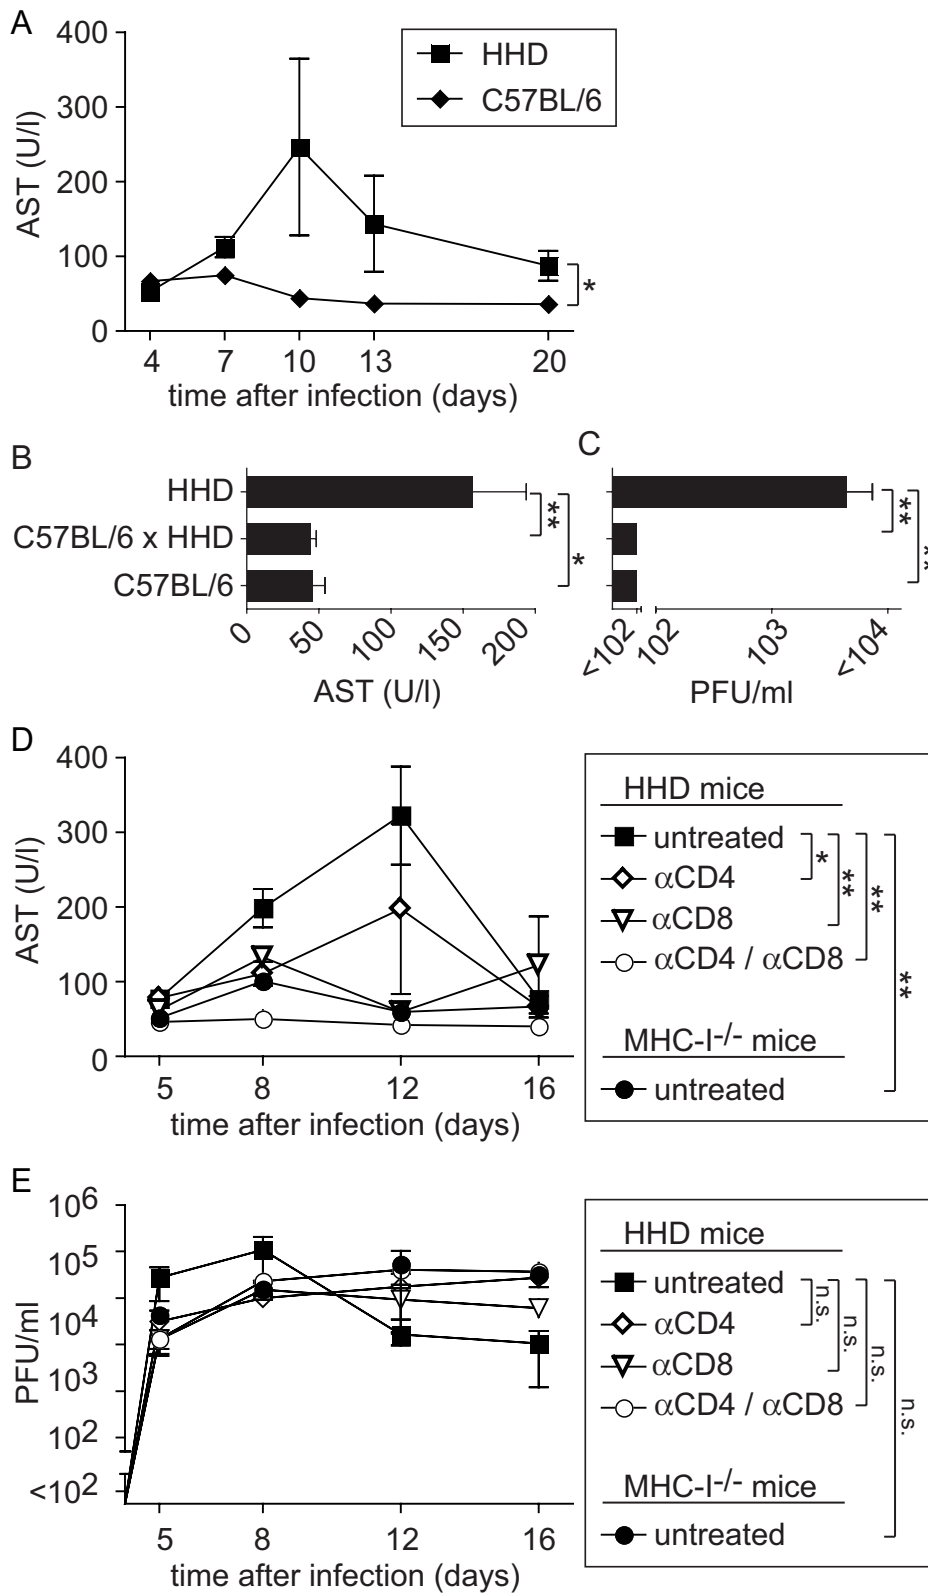 A
400
300
200
100
0
AST (U/l)
HHD
C57BL/6
*
4 7 10 13 20
time after infection (days)
B
HHD
C57BL/6 x HHD
C57BL/6
**
*
0 50 100 150 200
AST (U/l)
C
**
**
<102 102 103 <104
PFU/ml
D
400
300
200
100
0
AST (U/l)
5 8 12 16
time after infection (days)
HHD mice
untreated
αCD4
αCD8
αCD4 / αCD8
* ** ** **
MHC-I-/- mice
untreated
E
10⁶
10⁵
10⁴
10³
10²
<10²
PFU/ml
5 8 12 16
time after infection (days)
HHD mice
untreated
αCD4
αCD8
αCD4 / αCD8
n.s. n.s. n.s. n.s.
MHC-I-/- mice
untreated